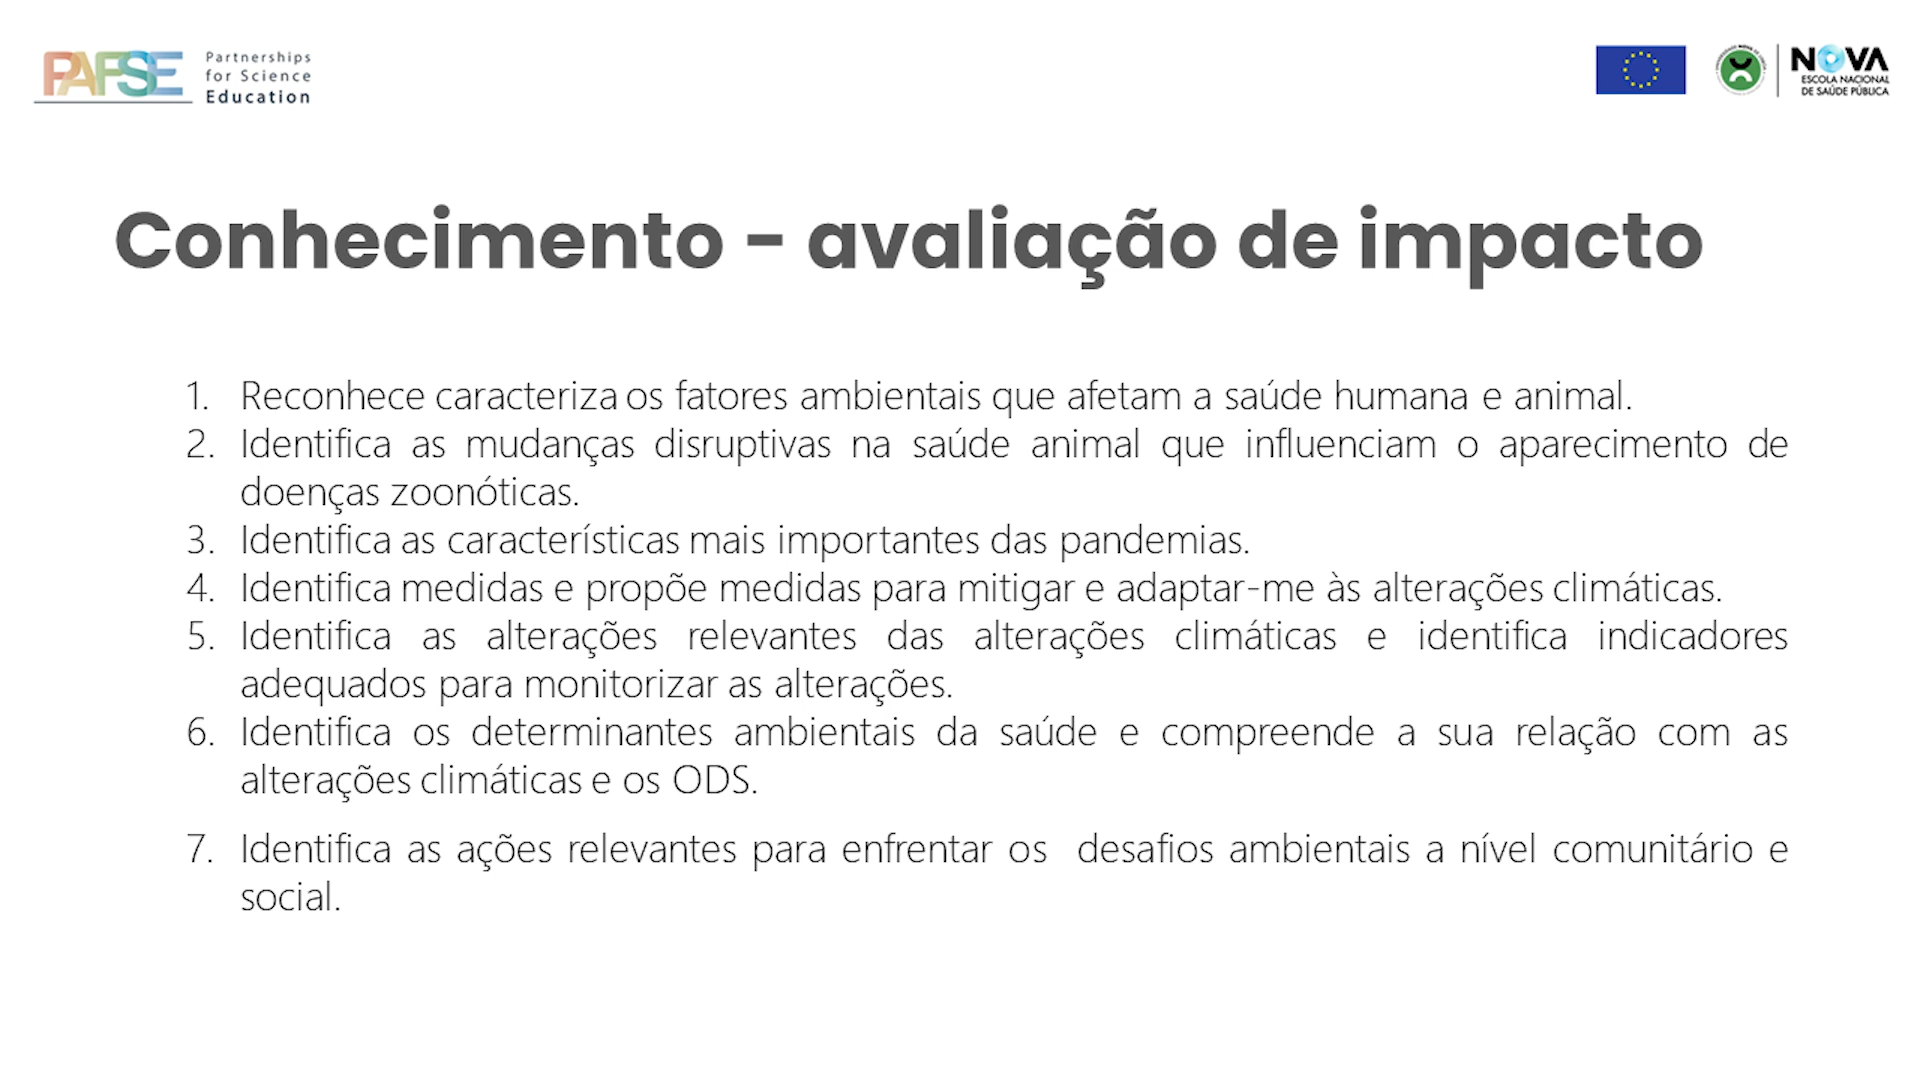 PAFSE
Partnerships
for Science
Education
NOVA
ESCOLA NACIONAL
DE SAÚDE PÚBLICA
Conhecimento - avaliação de impacto
1. Reconhece caracteriza os fatores ambientais que afetam a saúde humana e animal.
2. Identifica as mudanças disruptivas na saúde animal que influenciam o aparecimento de
doenças zoonóticas.
3. Identifica as características mais importantes das pandemias.
4. Identifica medidas e propõe medidas para mitigar e adaptar-me às alterações climáticas.
5. Identifica as alterações relevantes das alterações climáticas e identifica indicadores
adequados para monitorizar as alterações.
6. Identifica os determinantes ambientais da saúde e compreende a sua relação com as
alterações climáticas e os ODS.
7. Identifica as ações relevantes para enfrentar os desafios ambientais a nível comunitário e
social.